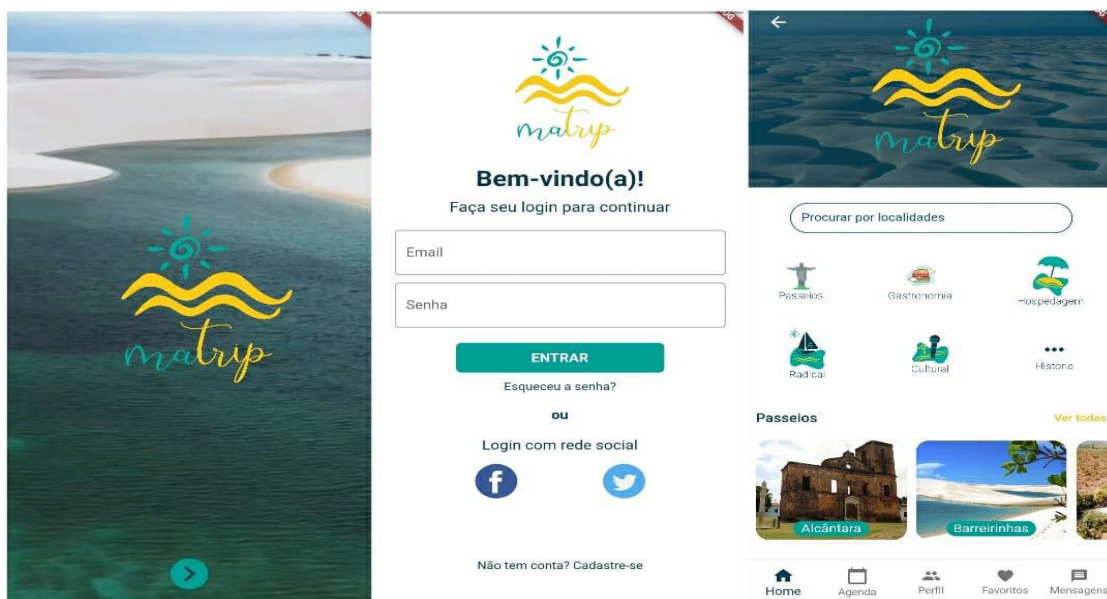 matrip
matrip
Bem-vindo(a)!
Faça seu login para continuar
Email
Senha
ENTRAR
Esqueceu a senha?
ou
Login com rede social
Não tem conta? Cadastre-se
matrip
Procurar por localidades
Passeios Gastronomia Hospedagem
Radical Cultural Historia
Passeios Ver todas
Alcântara Barreirinhas
Home Agenda Perfil Favoritos Mensagens